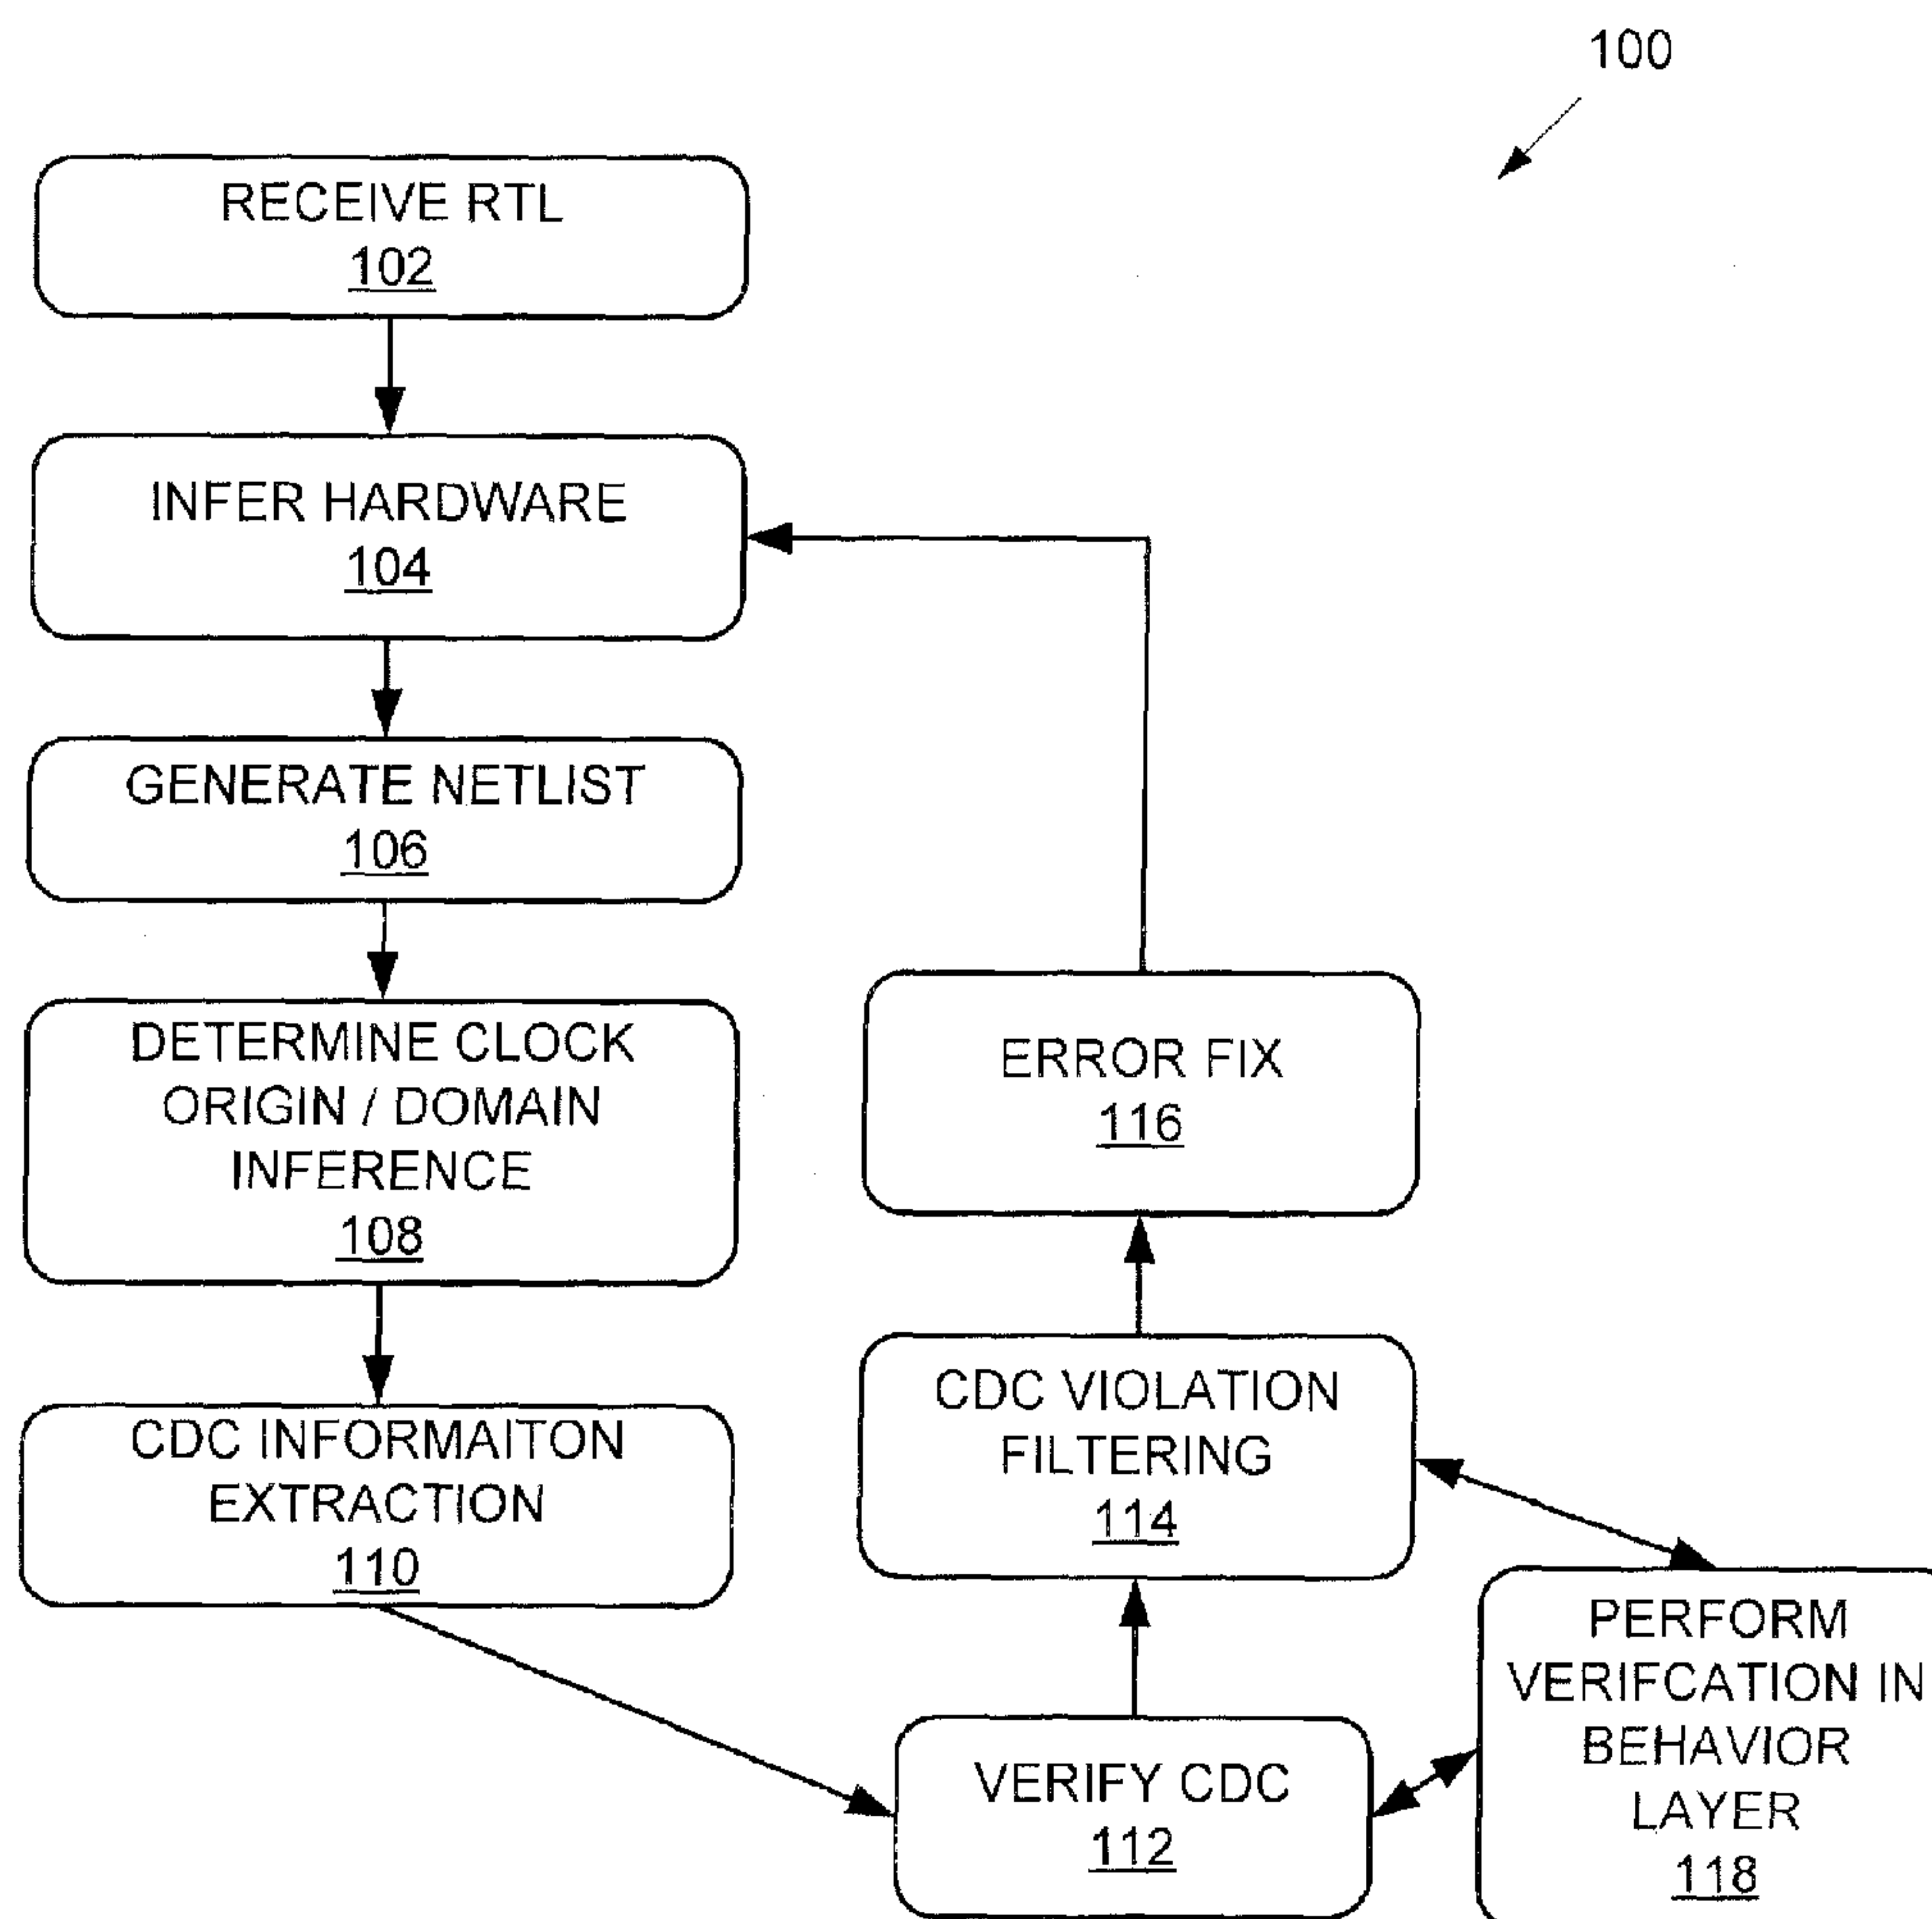 100
RECEIVE RTL
102
INFER HARDWARE
104
GENERATE NETLIST
106
DETERMINE CLOCK
ORIGIN / DOMAIN
INFERENCE
108
CDC INFORMAITON
EXTRACTION
110
VERIFY CDC
112
CDC VIOLATION
FILTERING
114
ERROR FIX
116
PERFORM
VERIFCATION IN
BEHAVIOR
LAYER
118